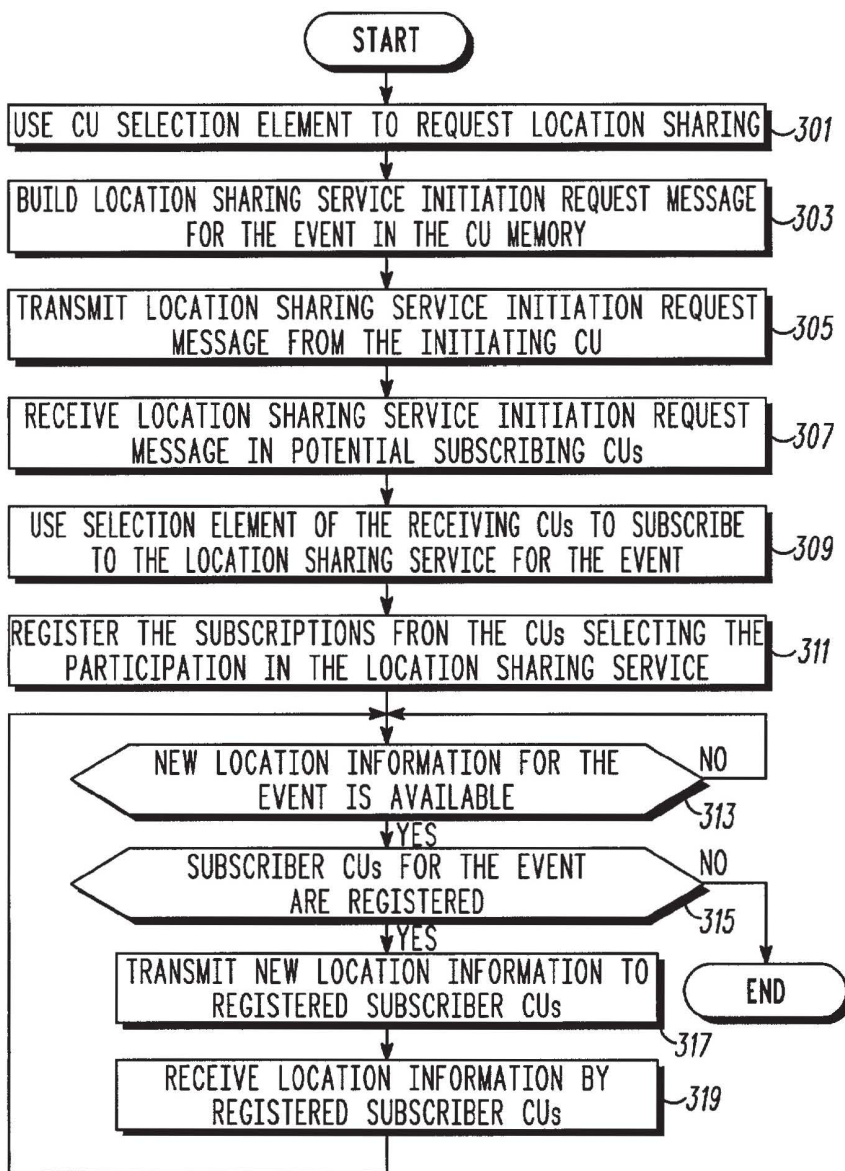 START
USE CU SELECTION ELEMENT TO REQUEST LOCATION SHARING
301
BUILD LOCATION SHARING SERVICE INITIATION REQUEST MESSAGE
FOR THE EVENT IN THE CU MEMORY
303
TRANSMIT LOCATION SHARING SERVICE INITIATION REQUEST
MESSAGE FROM THE INITIATING CU
305
RECEIVE LOCATION SHARING SERVICE INITIATION REQUEST
MESSAGE IN POTENTIAL SUBSCRIBING CUs
307
USE SELECTION ELEMENT OF THE RECEIVING CUs TO SUBSCRIBE
TO THE LOCATION SHARING SERVICE FOR THE EVENT
309
REGISTER THE SUBSCRIPTIONS FRON THE CUs SELECTING THE
PARTICIPATION IN THE LOCATION SHARING SERVICE
311
NEW LOCATION INFORMATION FOR THE
EVENT IS AVAILABLE
NO
313
YES
SUBSCRIBER CUs FOR THE EVENT
ARE REGISTERED
NO
315
YES
TRANSMIT NEW LOCATION INFORMATION TO
REGISTERED SUBSCRIBER CUs
317
END
RECEIVE LOCATION INFORMATION BY
REGISTERED SUBSCRIBER CUs
319